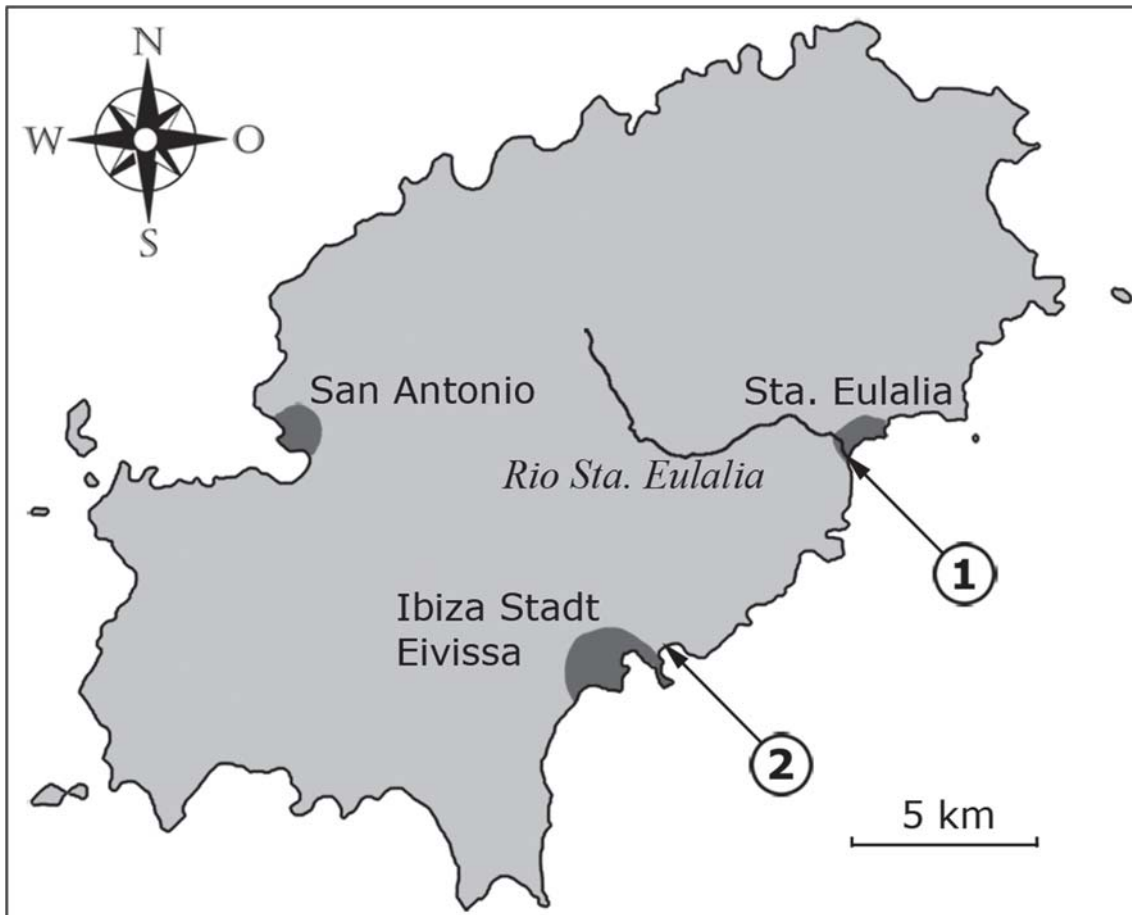 N
W
O
S
San Antonio
Sta. Eulalia
Rio Sta. Eulalia
1
Ibiza Stadt
Eivissa
2
5 km